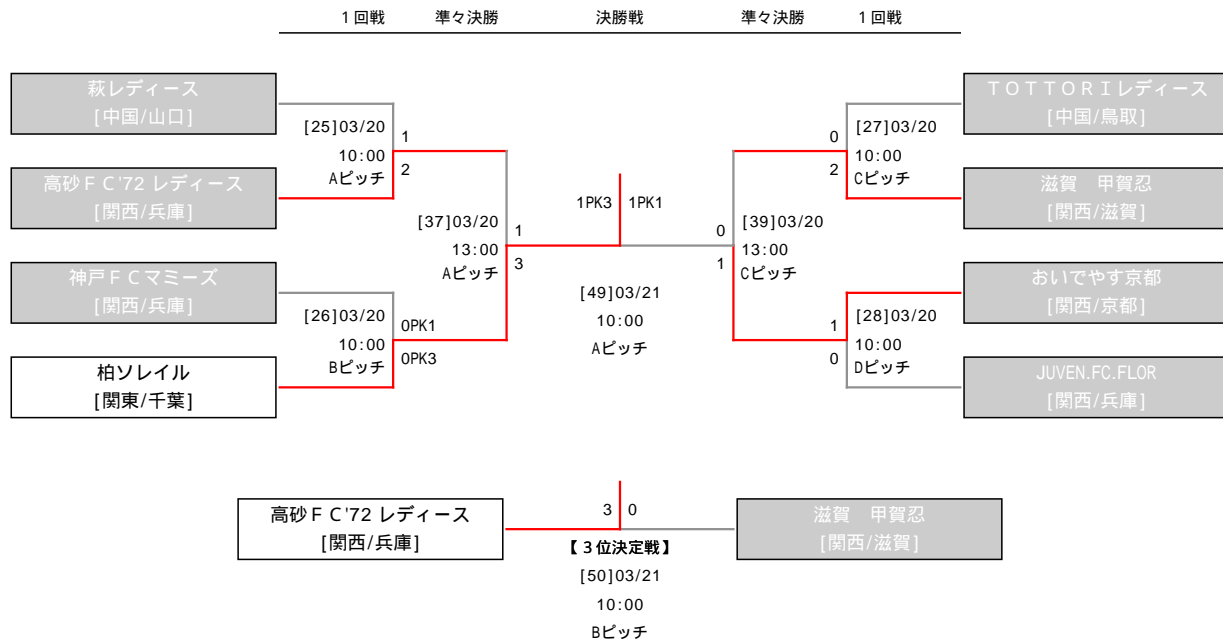 １回戦 準々決勝 決勝戦 準々決勝 １回戦
萩レディース
[中国/山口]
高砂ＦＣ'72 レディース
[関西/兵庫]
神戸ＦＣマミーズ
[関西/兵庫]
柏ソレイル
[関東/千葉]
[25]03/20
10:00
Aピッチ
1
2
[26]03/20
10:00
Bピッチ
0PK1
0PK3
[37]03/20
13:00
Aピッチ
1
3
1PK3 1PK1
[49]03/21
10:00
Aピッチ
0
1
[39]03/20
13:00
Cピッチ
0
2
[27]03/20
10:00
Cピッチ
1
0
[28]03/20
10:00
Dピッチ
ＴＯＴＴＯＲＩレディース
[中国/鳥取]
滋賀　甲賀忍
[関西/滋賀]
おいでやす京都
[関西/京都]
JUVEN.FC.FLOR
[関西/兵庫]
高砂ＦＣ'72 レディース
[関西/兵庫]
3 0
滋賀　甲賀忍
[関西/滋賀]
【３位決定戦】
[50]03/21
10:00
Bピッチ